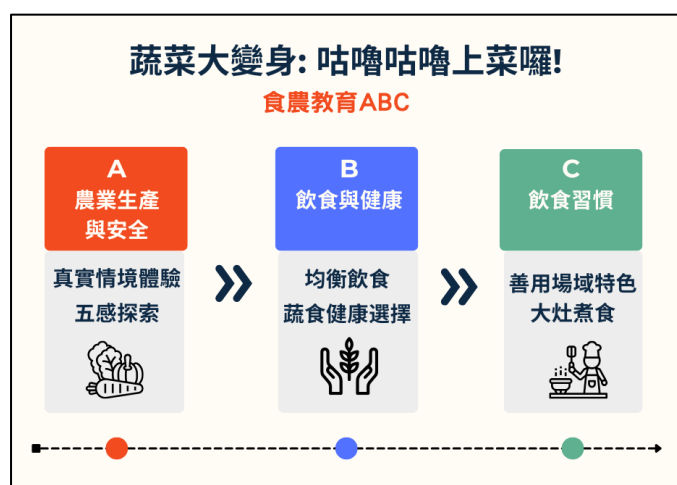 蔬菜大變身: 咕嚕咕嚕上菜囉!
食農教育ABC
A
農業生產
與安全
真實情境體驗
五感探索
B
飲食與健康
均衡飲食
蔬食健康選擇
C
飲食習慣
善用場域特色
大灶煮食